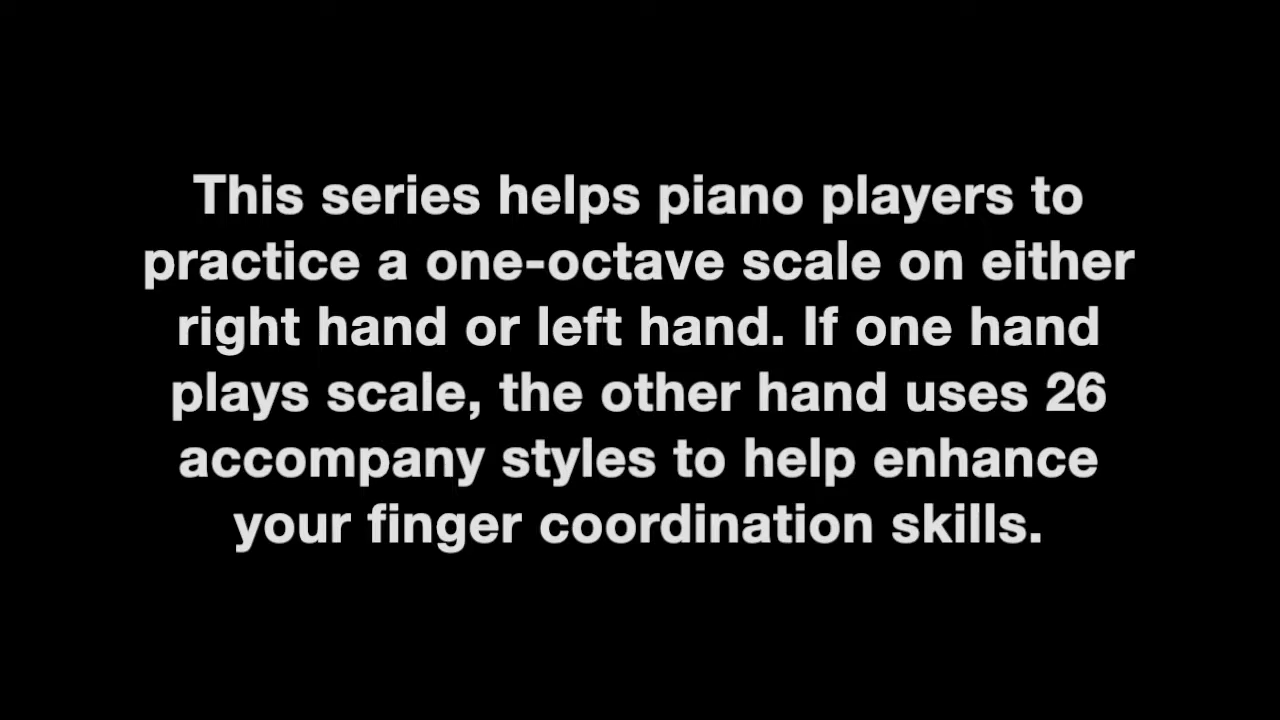 This series helps piano players to
practice a one-octave scale on either
right hand or left hand. If one hand
plays scale, the other hand uses 26
accompany styles to help enhance
your finger coordination skills.